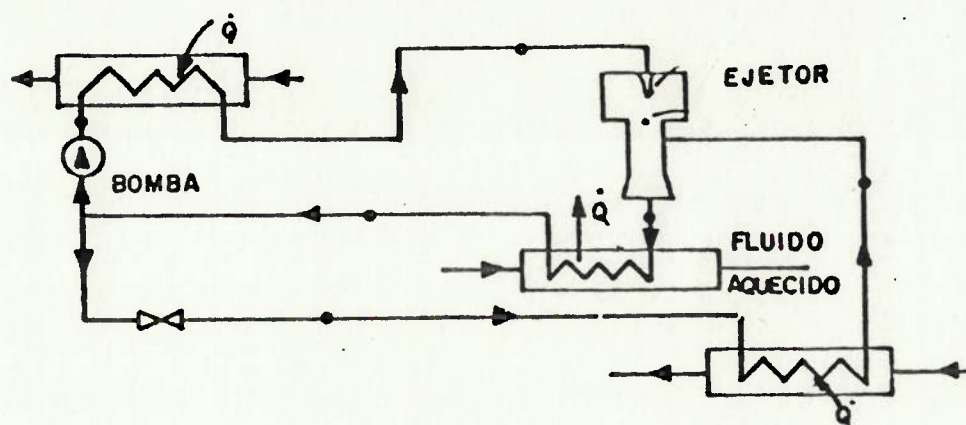 Q̇
EJETOR
BOMBA
Q̇
FLUIDO
AQUECIDO
Q̇